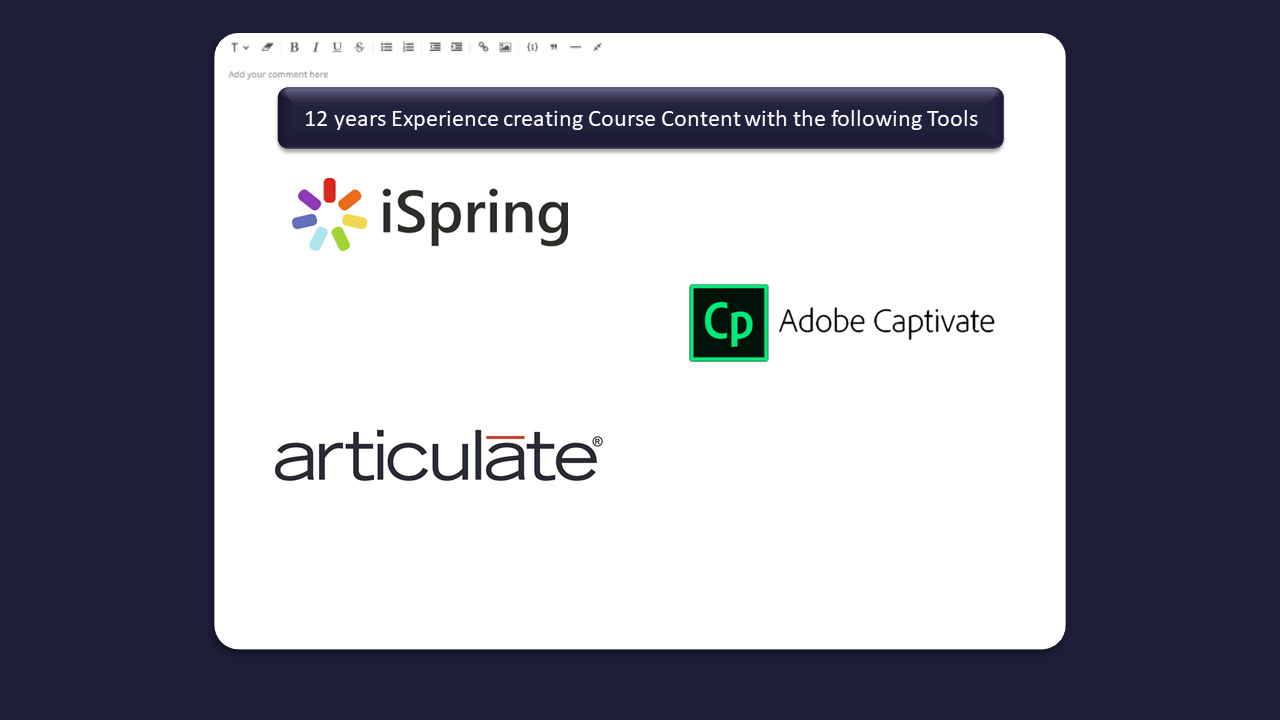 T B I U S
Add your comment here
12 years Experience creating Course Content with the following Tools
iSpring
Cp Adobe Captivate
articulate®